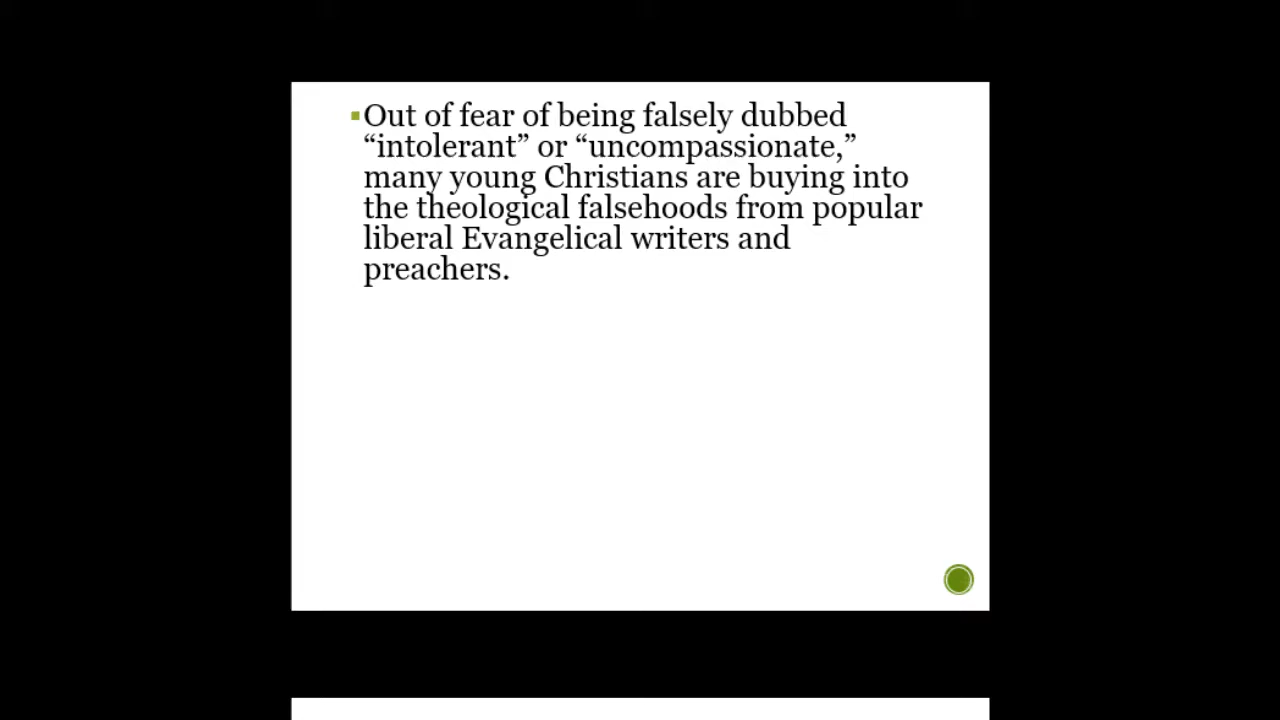 ▪Out of fear of being falsely dubbed
“intolerant” or “uncompassionate,”
many young Christians are buying into
the theological falsehoods from popular
liberal Evangelical writers and
preachers.